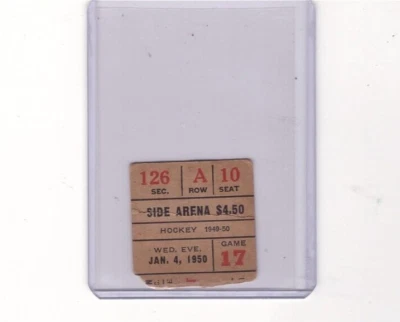 126 A 10
SEC. ROW SEAT
SIDE ARENA $4.50
HOCKEY 1949-50
WED. EVE. GAME
JAN. 4, 1950 17